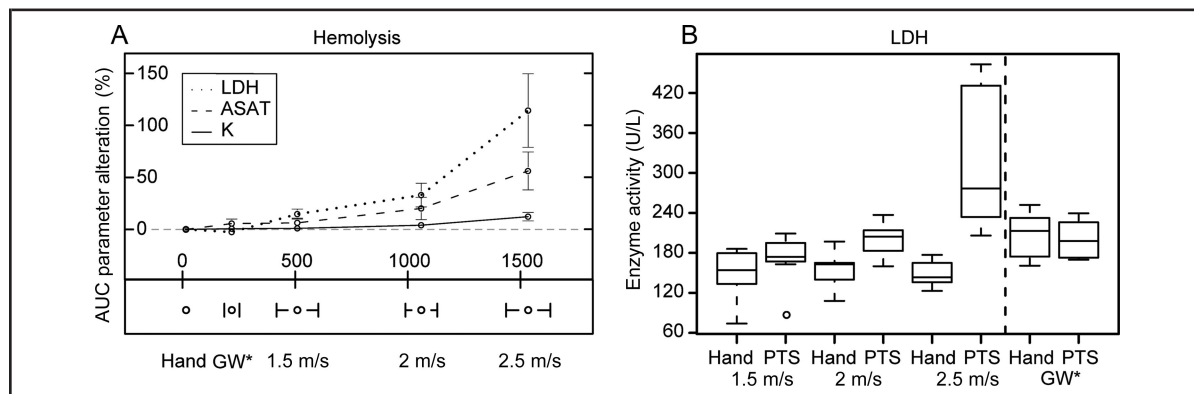 A
Hemolysis
AUC parameter alteration (%)
150
100
50
0
LDH
ASAT
K
0 500 1000 1500
Hand GW* 1.5 m/s 2 m/s 2.5 m/s
B
LDH
Enzyme activity (U/L)
420
360
300
240
180
120
60
Hand PTS Hand PTS Hand PTS Hand PTS
1.5 m/s 2 m/s 2.5 m/s GW*